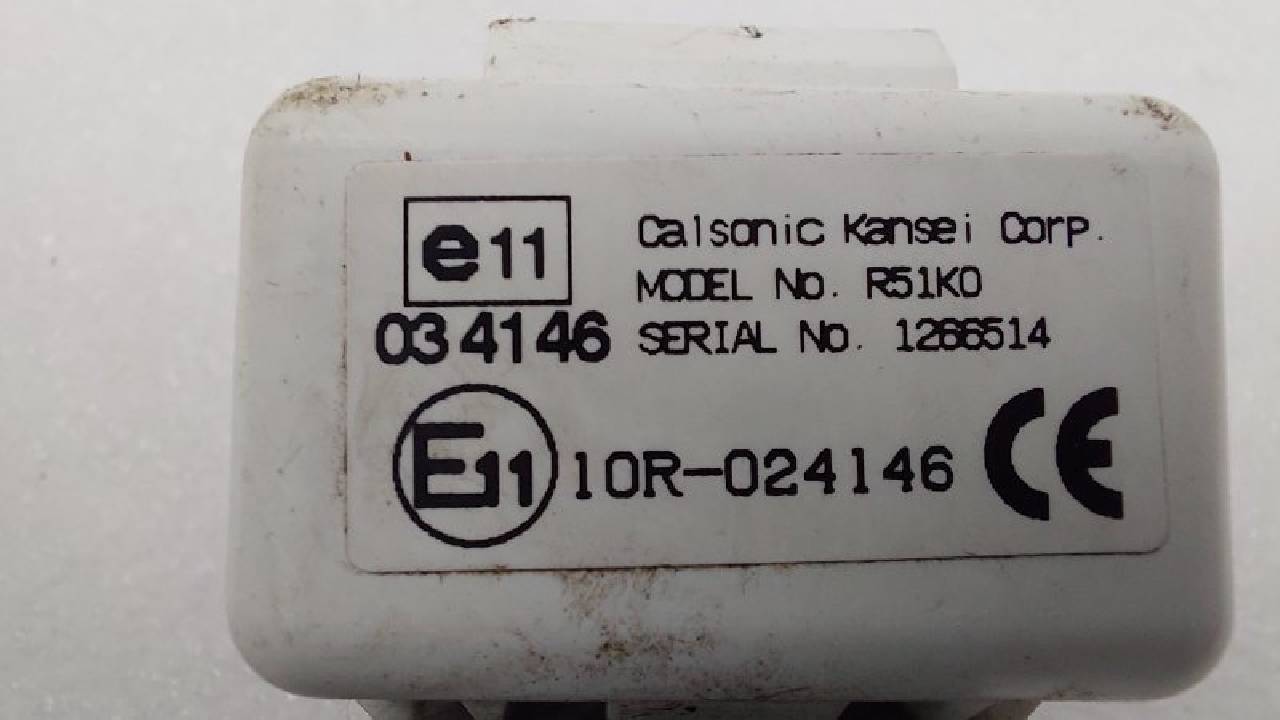 e11
034146
Calsonic Kansei Corp.
MODEL No. R51K0
SERIAL No. 1266514
E11
10R-024146
CE